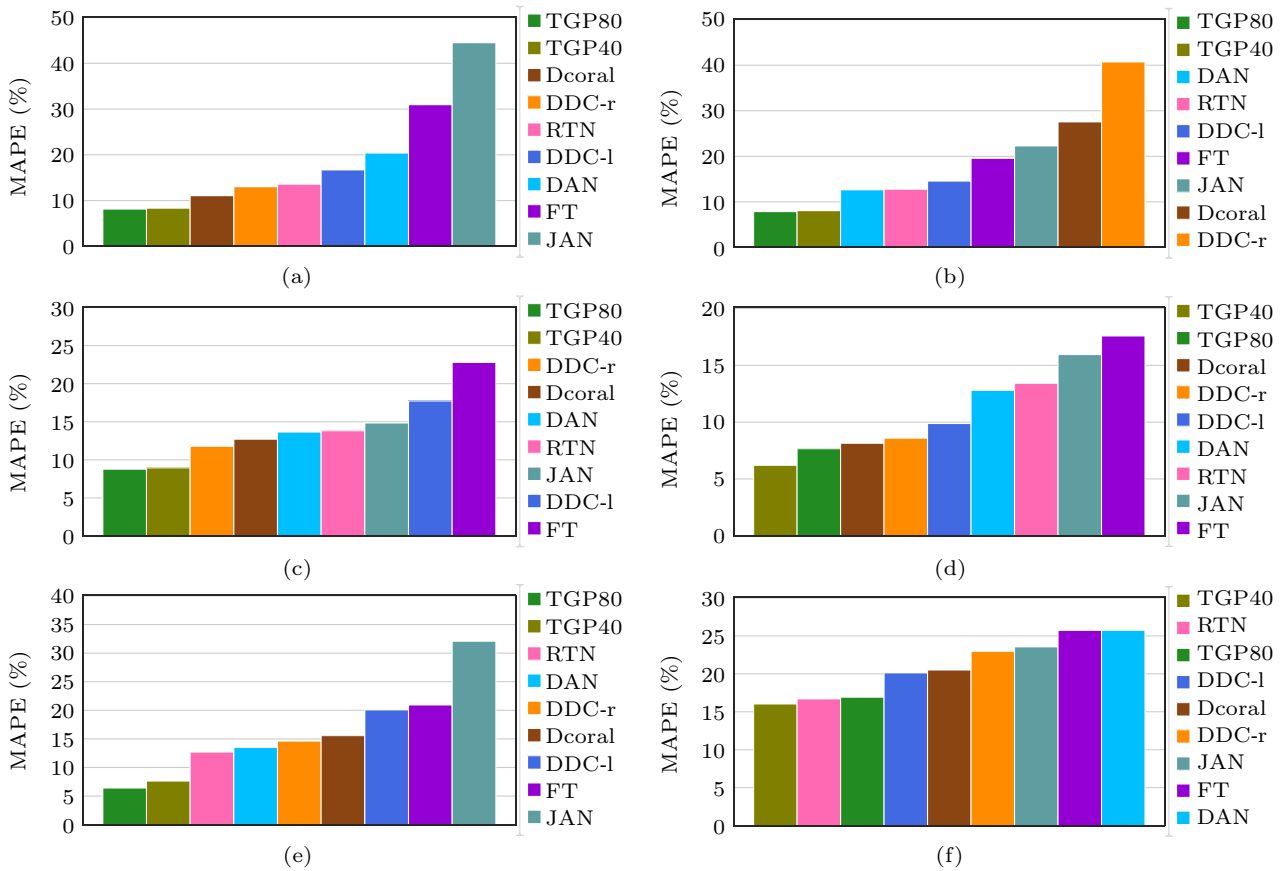 MAPE (%)
50
40
30
20
10
0
TGP80
TGP40
Dcoral
DDC-r
RTN
DDC-l
DAN
FT
JAN
(a)
MAPE (%)
50
40
30
20
10
0
TGP80
TGP40
DAN
RTN
DDC-l
FT
JAN
Dcoral
DDC-r
(b)
MAPE (%)
30
25
20
15
10
5
0
TGP80
TGP40
DDC-r
Dcoral
DAN
RTN
JAN
DDC-l
FT
(c)
MAPE (%)
20
15
10
5
0
TGP40
TGP80
Dcoral
DDC-r
DDC-l
DAN
RTN
JAN
FT
(d)
MAPE (%)
40
35
30
25
20
15
10
5
0
TGP80
TGP40
RTN
DAN
DDC-r
Dcoral
DDC-l
FT
JAN
(e)
MAPE (%)
30
25
20
15
10
5
0
TGP40
RTN
TGP80
DDC-l
Dcoral
DDC-r
JAN
FT
DAN
(f)